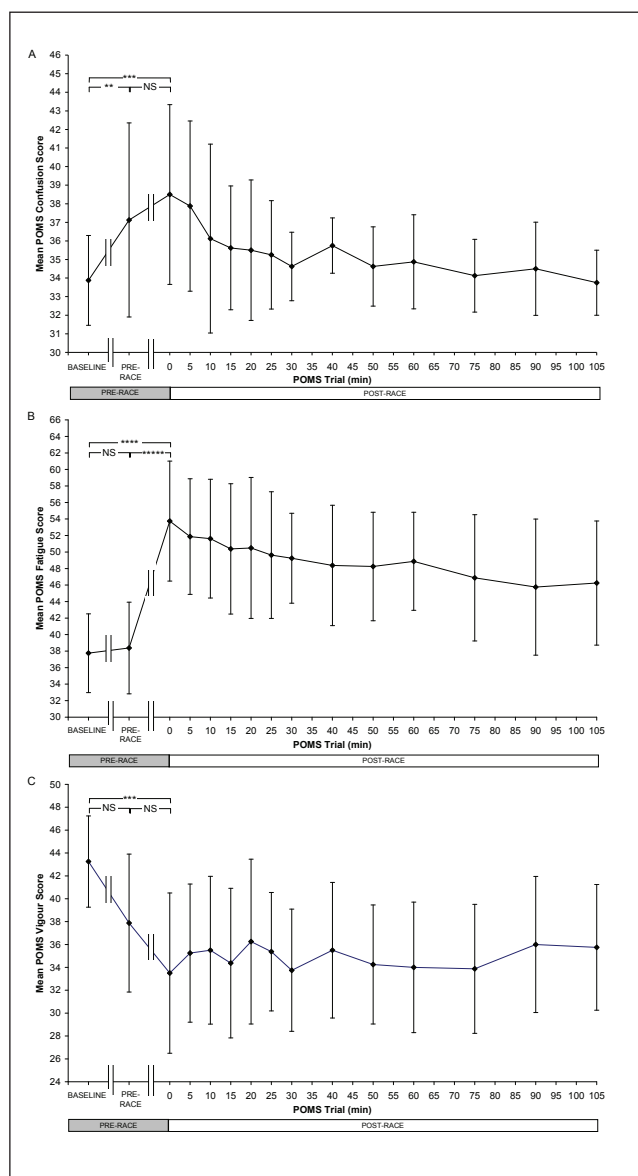 A
Mean POMS Confusion Score
46
45
44
43
42
41
40
39
38
37
36
35
34
33
32
31
30
***
** NS
BASELINE PRE-RACE 0 5 10 15 20 25 30 35 40 45 50 55 60 65 70 75 80 85 90 95 100 105
POMS Trial (min)
PRE-RACE POST-RACE
B
Mean POMS Fatigue Score
66
64
62
60
58
56
54
52
50
48
46
44
42
40
38
36
34
32
30
****
NS *****
BASELINE PRE-RACE 0 5 10 15 20 25 30 35 40 45 50 55 60 65 70 75 80 85 90 95 100 105
POMS Trial (min)
PRE-RACE POST-RACE
C
Mean POMS Vigour Score
50
48
46
44
42
40
38
36
34
32
30
28
26
24
***
NS NS
BASELINE PRE-RACE 0 5 10 15 20 25 30 35 40 45 50 55 60 65 70 75 80 85 90 95 100 105
POMS Trial (min)
PRE-RACE POST-RACE